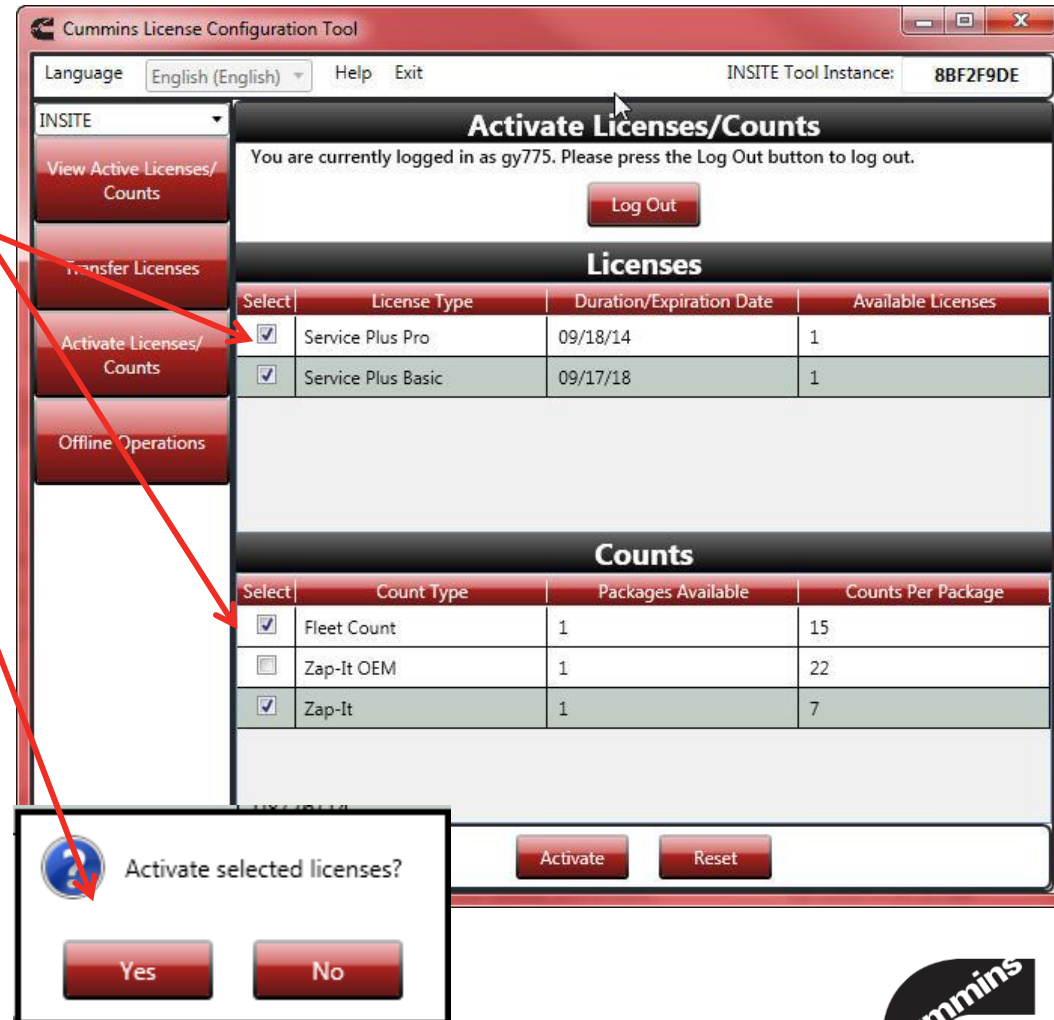 Cummins License Configuration Tool
Language English (English) Help Exit INSITE Tool Instance: 8BF2F9DE
INSITE
View Active Licenses/
Counts
Transfer Licenses
Activate Licenses/
Counts
Offline Operations
Activate Licenses/Counts
You are currently logged in as gy775. Please press the Log Out button to log out.
Log Out
Licenses
Select License Type Duration/Expiration Date Available Licenses
Service Plus Pro 09/18/14 1
Service Plus Basic 09/17/18 1
Counts
Select Count Type Packages Available Counts Per Package
Fleet Count 1 15
Zap-It OEM 1 22
Zap-It 1 7
Activate Reset
Activate selected licenses?
Yes No